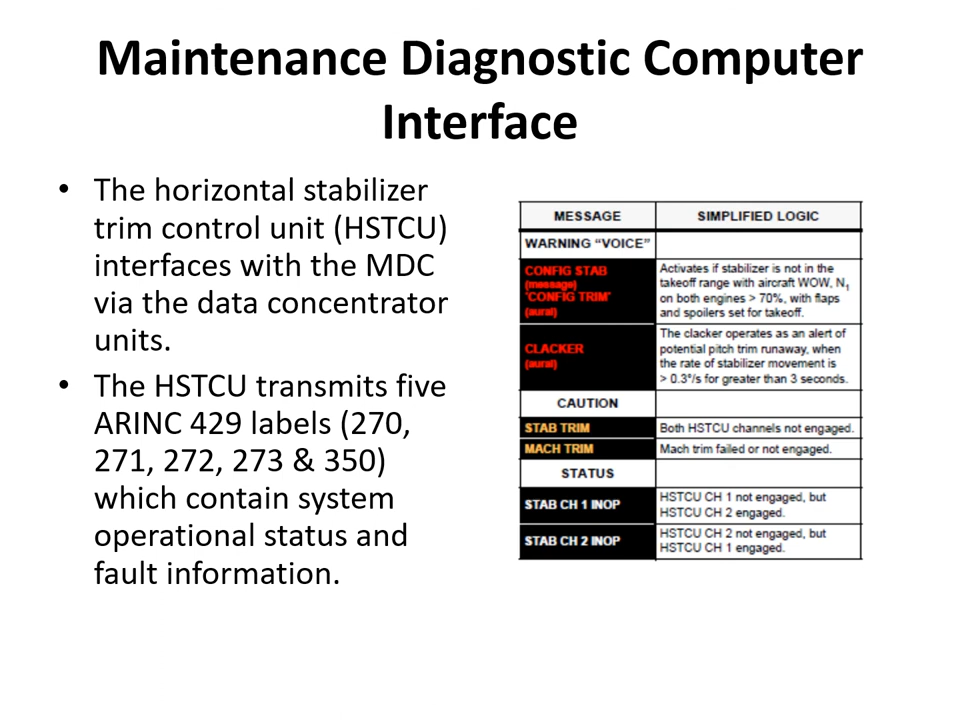 Maintenance Diagnostic Computer
Interface
• The horizontal stabilizer
trim control unit (HSTCU)
interfaces with the MDC
via the data concentrator
units.
• The HSTCU transmits five
ARINC 429 labels (270,
271, 272, 273 & 350)
which contain system
operational status and
fault information.
MESSAGE SIMPLIFIED LOGIC
WARNING “VOICE”
CONFIG STAB
(message)
'CONFIG TRIM'
(aural)
Activates if stabilizer is not in the
takeoff range with aircraft WOW, N1
on both engines > 70%, with flaps
and spoilers set for takeoff.
CLACKER
(aural)
The clacker operates as an alert of
potential pitch trim runaway, when
the rate of stabilizer movement is
> 0.3°/s for greater than 3 seconds.
CAUTION
STAB TRIM Both HSTCU channels not engaged.
MACH TRIM Mach trim failed or not engaged.
STATUS
STAB CH 1 INOP
HSTCU CH 1 not engaged, but
HSTCU CH 2 engaged.
STAB CH 2 INOP
HSTCU CH 2 not engaged, but
HSTCU CH 1 engaged.